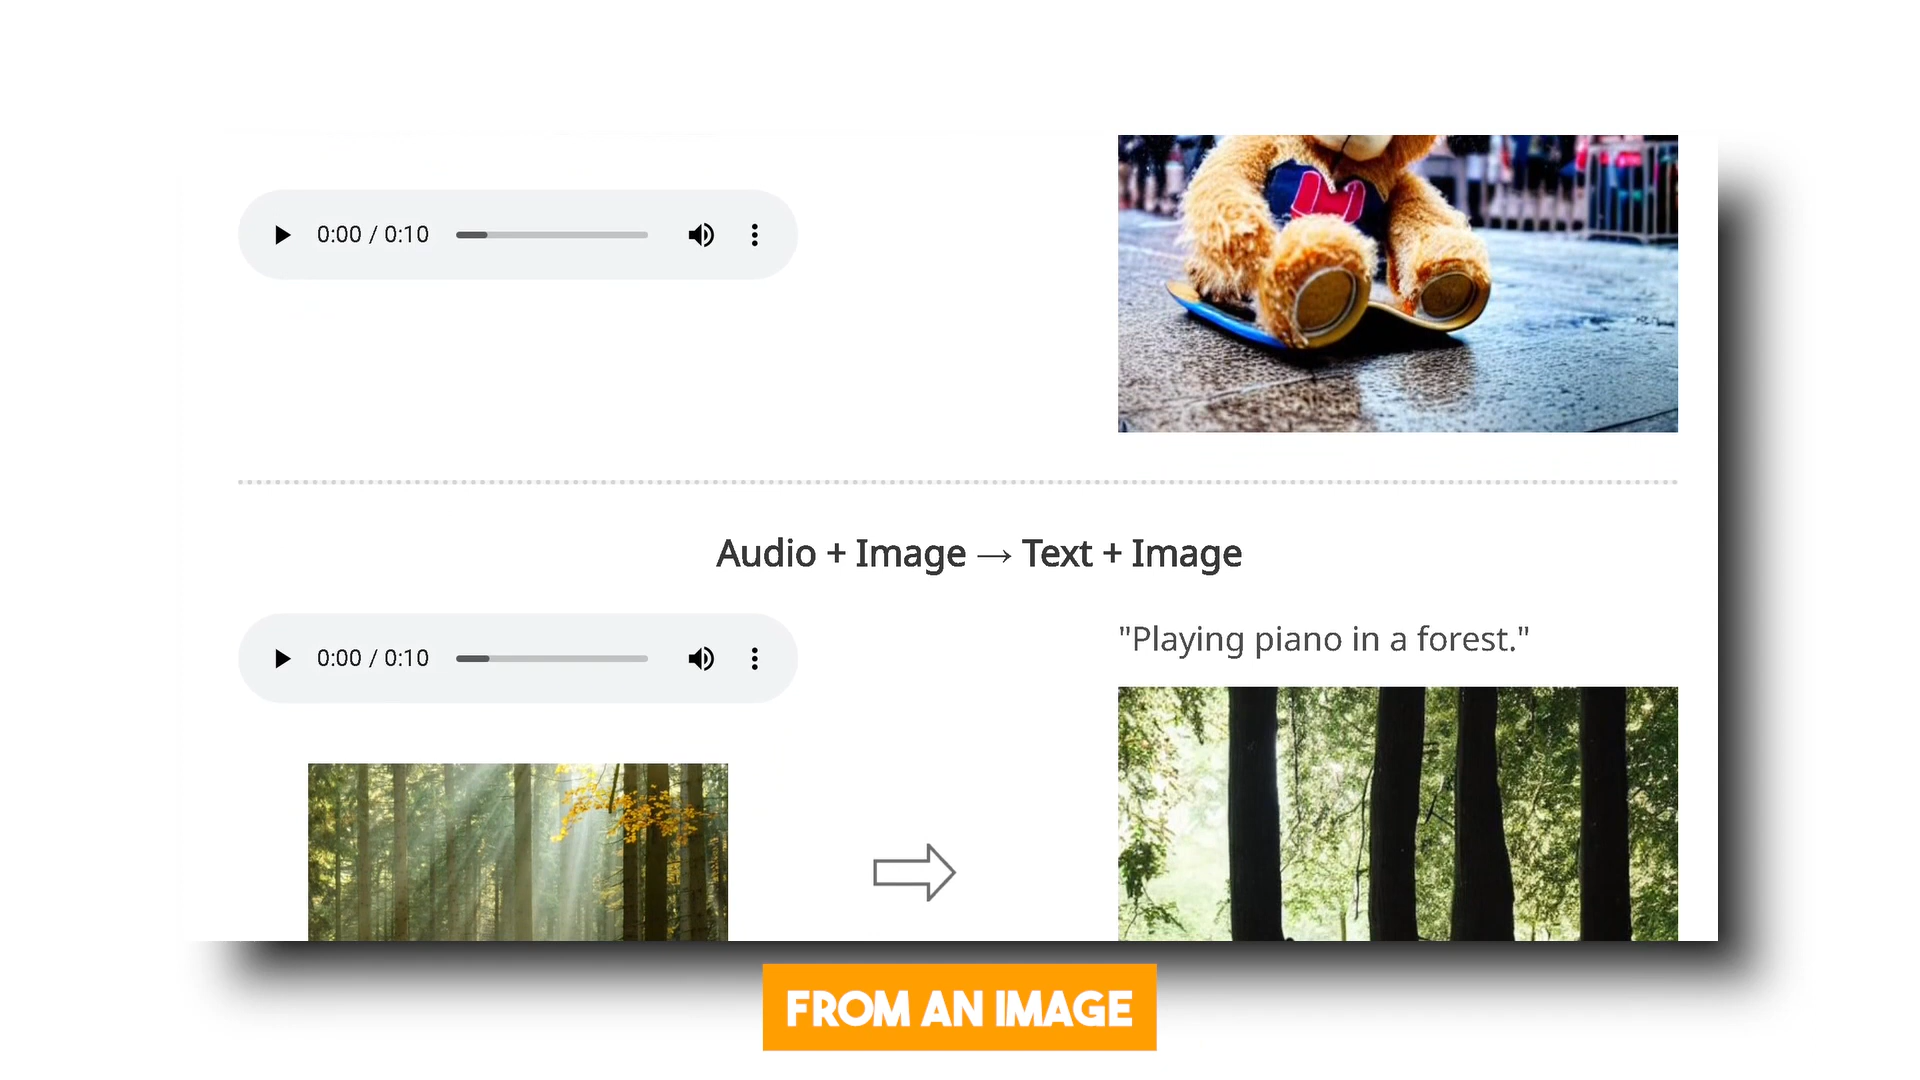 0:00 / 0:10
Audio + Image → Text + Image
0:00 / 0:10
"Playing piano in a forest."
FROM AN IMAGE